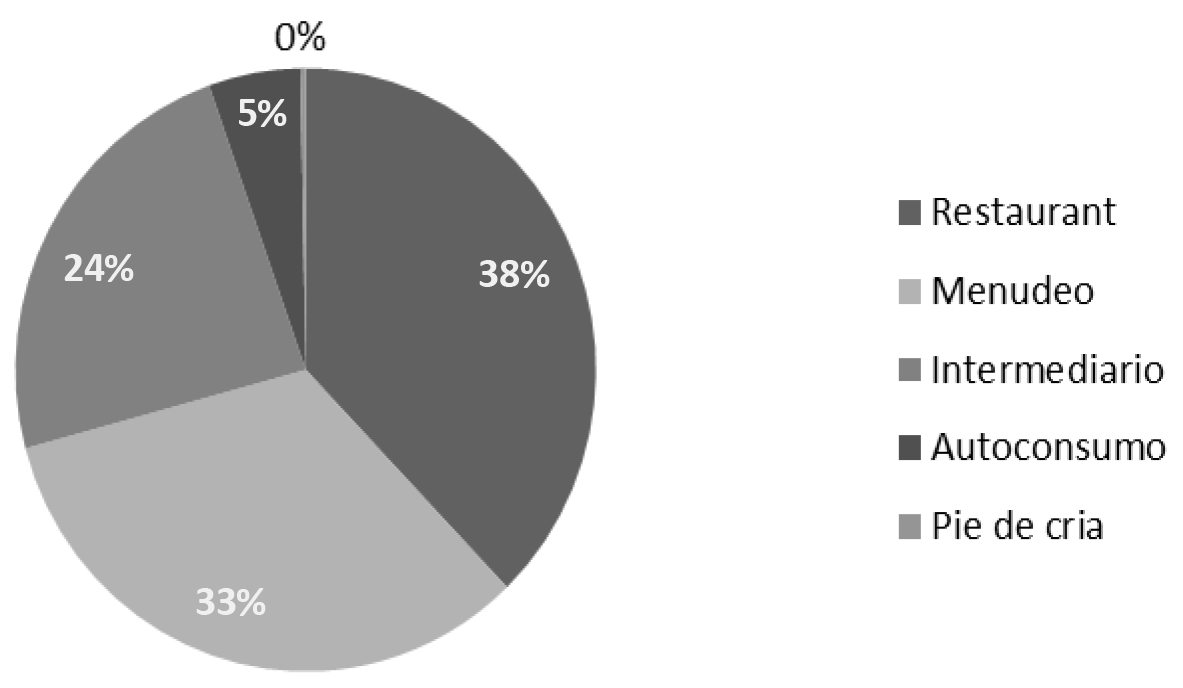 0%
5%
24%
38%
33%
Restaurant
Menudeo
Intermediario
Autoconsumo
Pie de cria